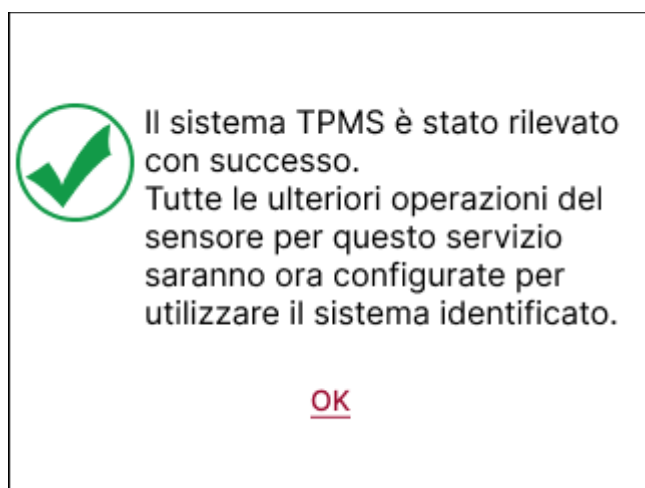 Il sistema TPMS è stato rilevato
con successo.
Tutte le ulteriori operazioni del
sensore per questo servizio
saranno ora configurate per
utilizzare il sistema identificato.
OK